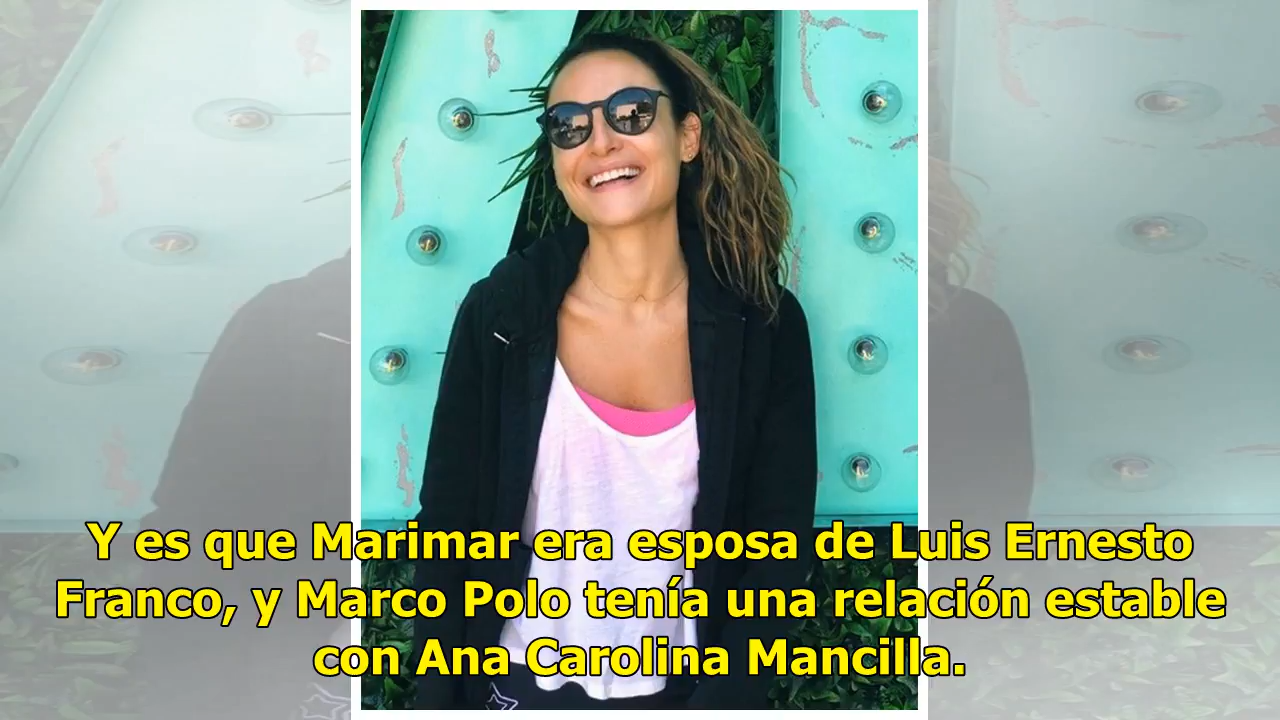 Y es que Marimar era esposa de Luis Ernesto
Franco, y Marco Polo tenía una relación estable
con Ana Carolina Mancilla.